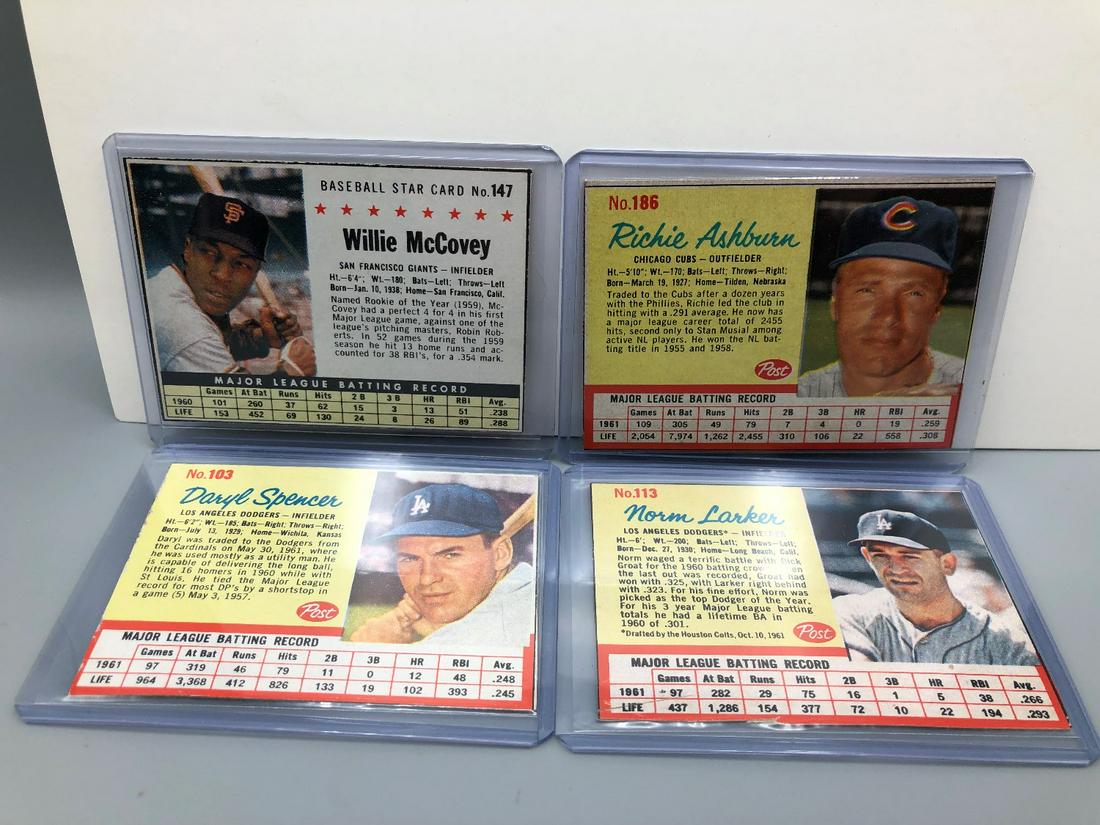 SF
BASEBALL STAR CARD No.147
★ ★ ★ ★ ★ ★ ★ ★
Willie McCovey
SAN FRANCISCO GIANTS — INFIELDER
Ht.—6'4"; Wt.—180; Bats—Left; Throws—Left
Born—Jan. 10, 1938; Home—San Francisco, Calif.
Named Rookie of the Year (1959), Mc-
Covey had a perfect 4 for 4 in his first
Major League game, against one of the
league's pitching masters, Robin Rob-
erts. In 52 games during the 1959
season he hit 13 home runs and ac-
counted for 38 RBI's, for a .354 mark.
MAJOR LEAGUE BATTING RECORD
Games At Bat Runs Hits 2B 3B HR RBI Avg.
1960 101 260 37 62 15 3 13 51 .238
LIFE 153 452 69 130 24 8 26 89 .288
No.186
Richie Ashburn
CHICAGO CUBS — OUTFIELDER
Ht.—5'10"; Wt.—170; Bats—Left; Throws—Right;
Born—March 19, 1927; Home—Tilden, Nebraska
Traded to the Cubs after a dozen years
with the Phillies, Richie led the club in
hitting with a .291 average. He now has
a major league career total of 2455
hits, second only to Stan Musial among
active NL players. He won the NL bat-
ting title in 1955 and 1958.
Post
C
MAJOR LEAGUE BATTING RECORD
Games At Bat Runs Hits 2B 3B HR RBI Avg.
1961 109 305 49 79 7 4 0 19 .259
LIFE 2,054 7,974 1,262 2,455 310 106 22 558 .308
No.103
Daryl Spencer
LOS ANGELES DODGERS — INFIELDER
Ht.—6'2"; Wt.—185; Bats—Right; Throws—Right;
Born—July 13, 1929; Home—Wichita, Kansas
Daryl was traded to the Dodgers from
the Cardinals on May 30, 1961, where
he was used mostly as a utility man. He
is capable of delivering the long ball,
hitting 16 homers in 1960 while with
St Louis. He tied the Major League
record for most DP's by a shortstop in
a game (5) May 3, 1957.
Post
LA
MAJOR LEAGUE BATTING RECORD
Games At Bat Runs Hits 2B 3B HR RBI Avg.
1961 97 319 46 79 11 0 12 48 .248
LIFE 964 3,368 412 826 133 19 102 393 .245
No.113
Norm Larker
LOS ANGELES DODGERS* — INFIELDER
Ht.—6'; Wt.—200; Bats—Left; Throws—Left;
Born—Dec. 27, 1930; Home—Long Beach, Calif.
Norm waged a terrific battle with Dick
Groat for the 1960 batting
the last out was recorded, Groat had
won with .325, with Larker right behind
with .323. For his fine effort, Norm was
picked as the top Dodger of the Year.
For his 3 year Major League batting
totals he had a lifetime BA in
1960 of .301.
*Drafted by the Houston Colts, Oct. 10, 1961
Post
LA
MAJOR LEAGUE BATTING RECORD
Games At Bat Runs Hits 2B 3B HR RBI Avg.
1961 97 282 29 75 16 1 5 38 .266
LIFE 437 1,286 154 377 72 10 22 194 .293